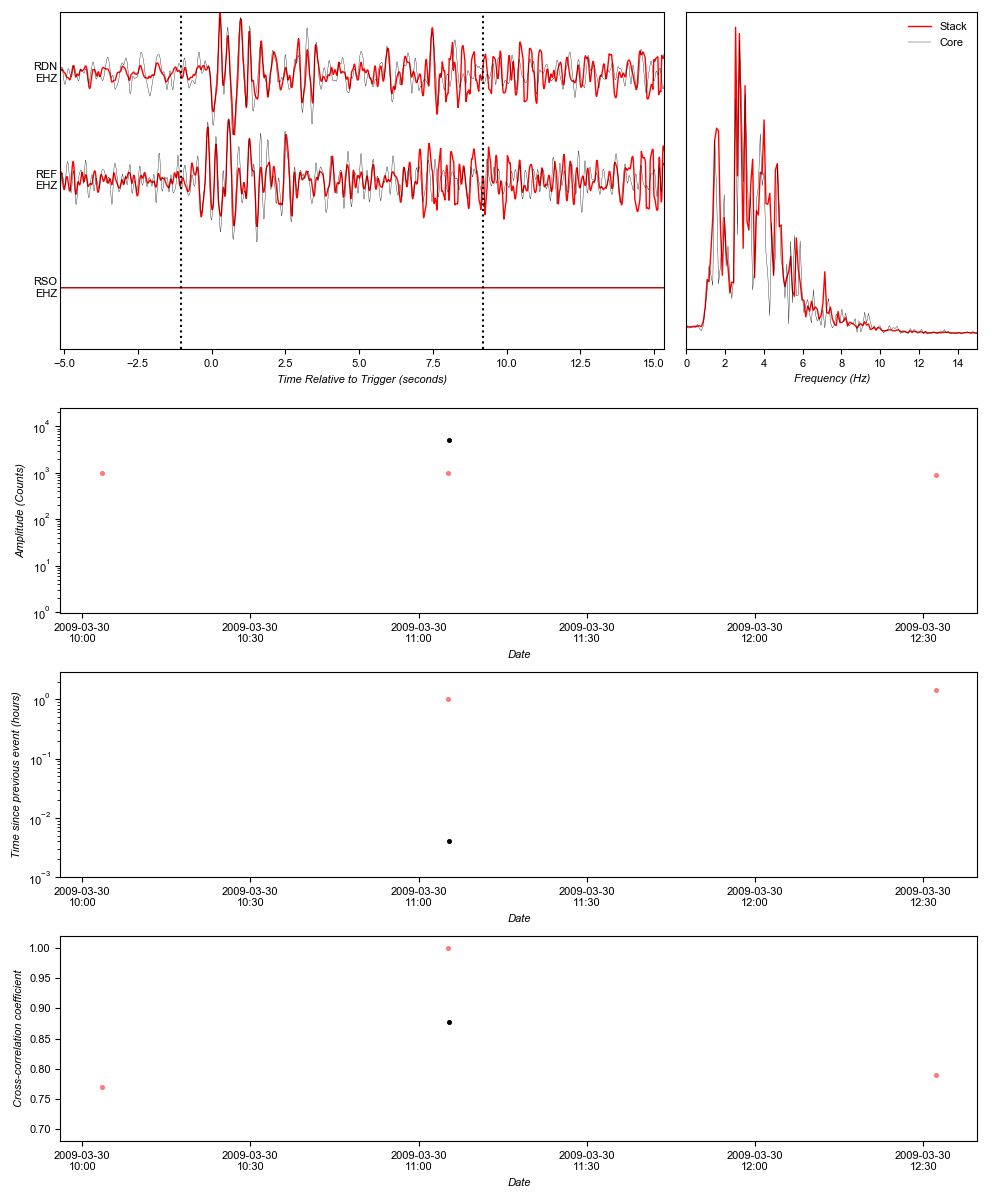 RDN
EHZ
REF
EHZ
RSO
EHZ
−5.0 −2.5 0.0 2.5 5.0 7.5 10.0 12.5 15.0
Time Relative to Trigger (seconds)
Stack
Core
0 2 4 6 8 10 12 14
Frequency (Hz)
10⁴
10³
10²
10¹
10⁰
Amplitude (Counts)
2009-03-30 2009-03-30 2009-03-30 2009-03-30 2009-03-30 2009-03-30
10:00 10:30 11:00 11:30 12:00 12:30
Date
10⁰
10⁻¹
10⁻²
10⁻³
Time since previous event (hours)
2009-03-30 2009-03-30 2009-03-30 2009-03-30 2009-03-30 2009-03-30
10:00 10:30 11:00 11:30 12:00 12:30
Date
1.00
0.95
0.90
0.85
0.80
0.75
0.70
Cross-correlation coefficient
2009-03-30 2009-03-30 2009-03-30 2009-03-30 2009-03-30 2009-03-30
10:00 10:30 11:00 11:30 12:00 12:30
Date